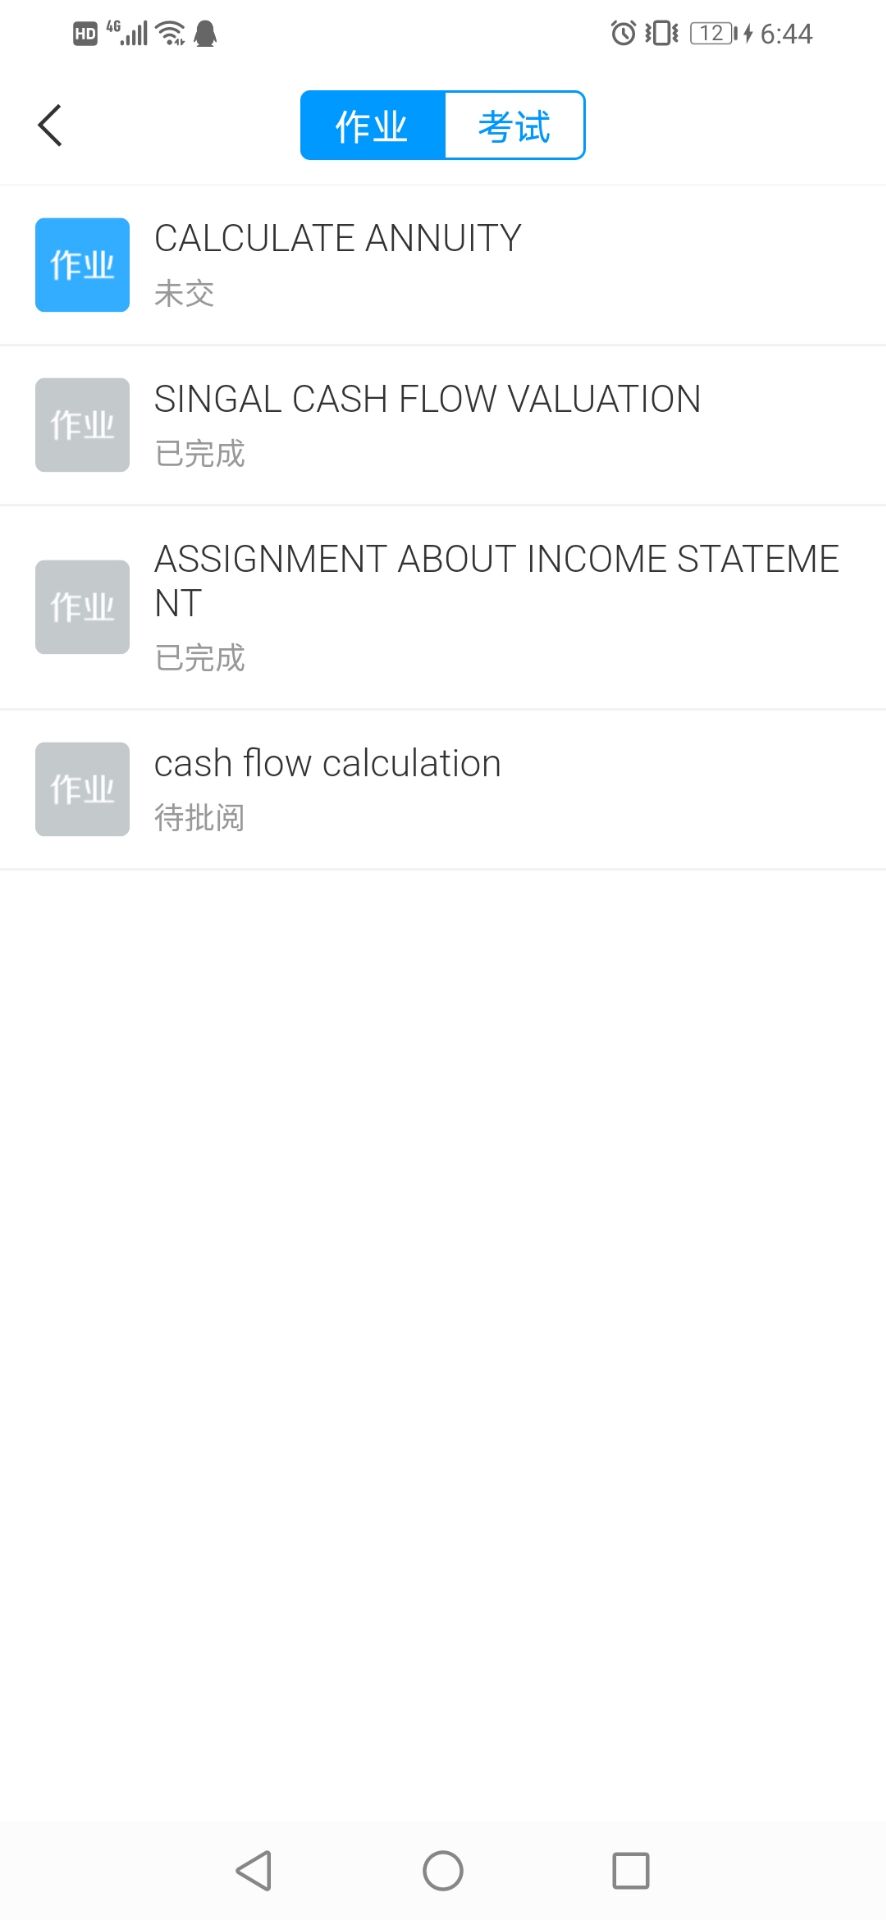 HD 4G 12 6:44
作业 考试
CALCULATE ANNUITY
作业
未交
SINGAL CASH FLOW VALUATION
作业
已完成
ASSIGNMENT ABOUT INCOME STATEME
NT
作业
已完成
cash flow calculation
作业
待批阅